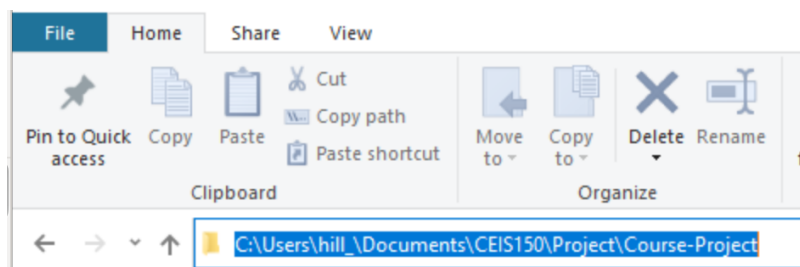 File Home Share View
Pin to Quick access
Copy
Paste
Cut
Copy path
Paste shortcut
Move to
Copy to
Delete
Rename
Clipboard
Organize
C:\Users\hill_\Documents\CEIS150\Project\Course-Project